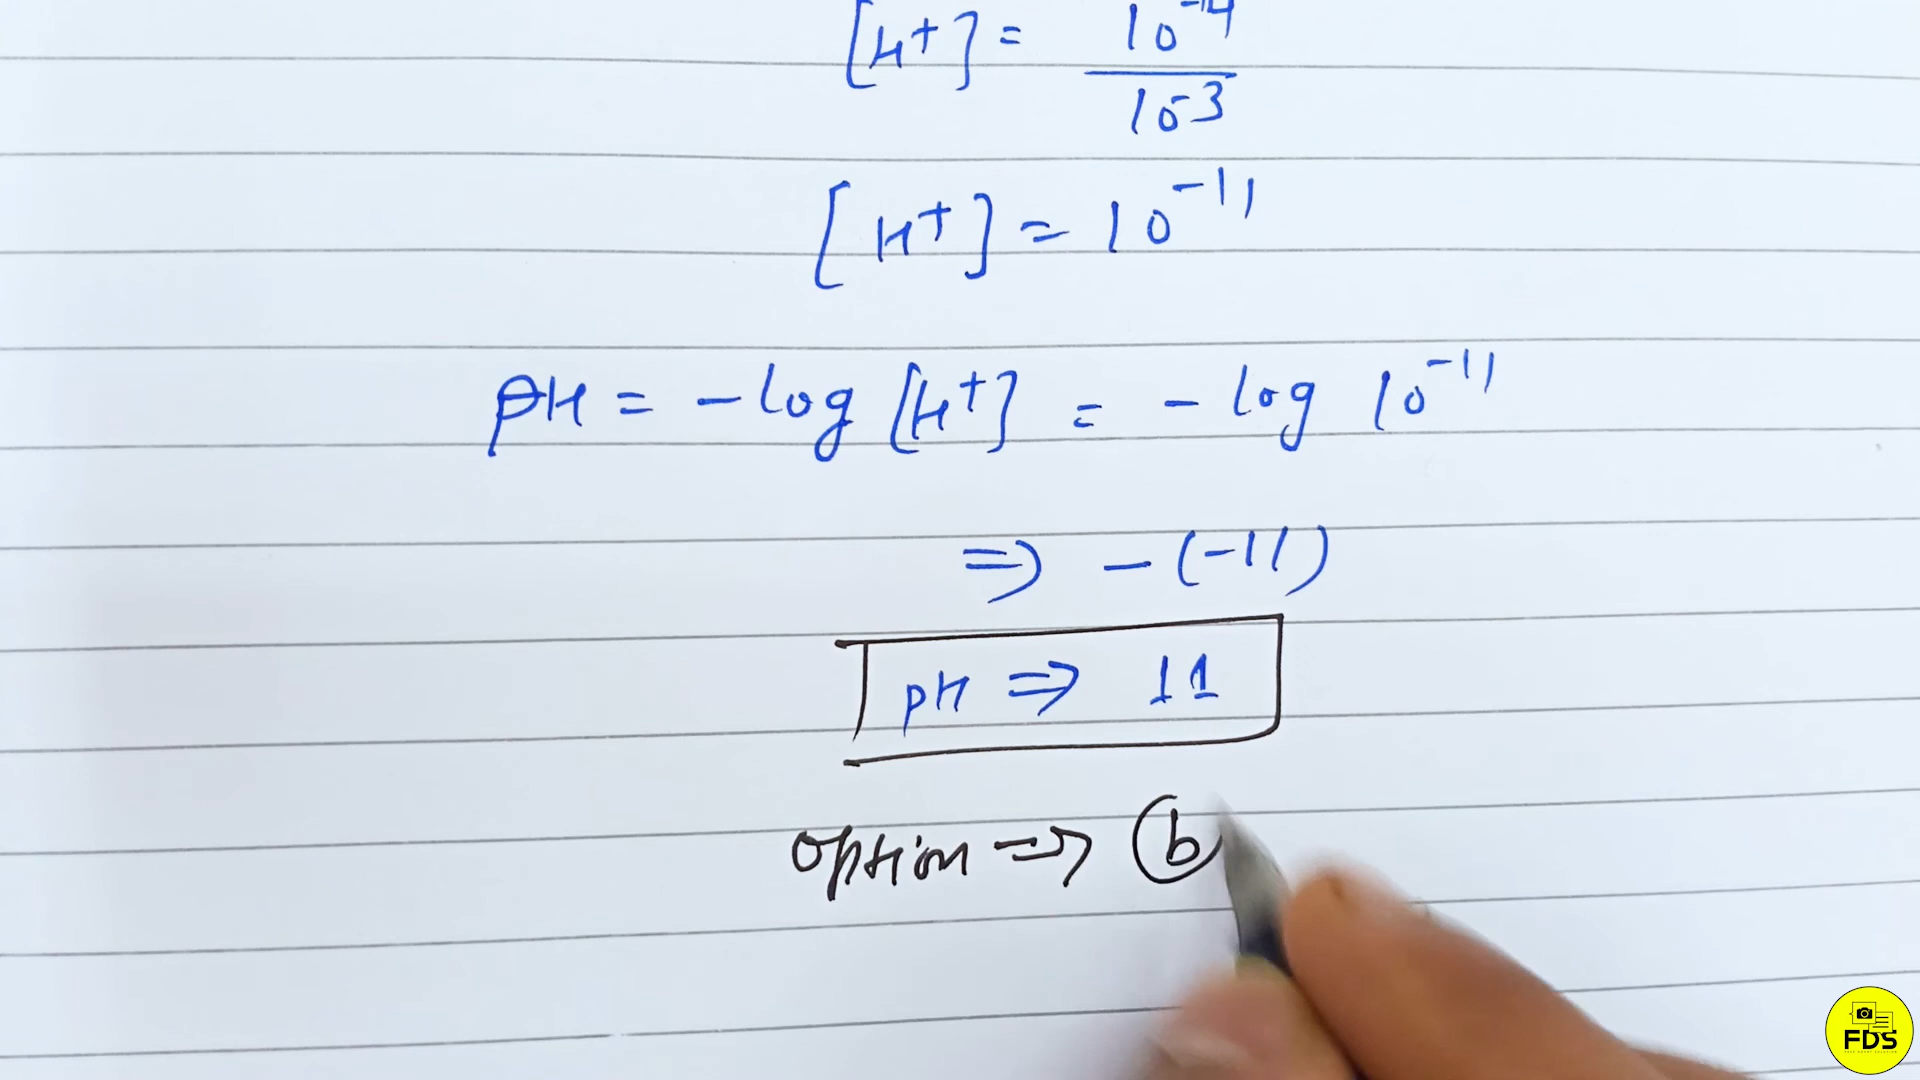 [H+] = 10^-14
10^-3
[H+] = 10^-11
pH = -log [H+] = -log 10^-11
=> -(-11)
pH => 11
option => (b)
FDS